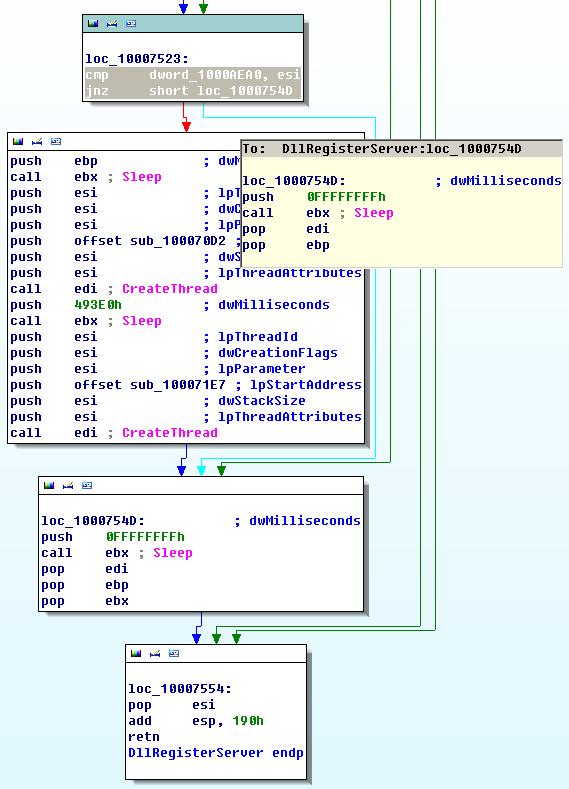 loc_10007523:
cmp dword_1000AEA0, esi
jnz short loc_1000754D
push ebp ; dwM
call ebx ; Sleep
push esi ; lpT
push esi ; dwC
push esi ; lpP
push offset sub_100070D2 ;
push esi ; dwS
push esi ; lpThreadAttributes
call edi ; CreateThread
push 493E0h ; dwMilliseconds
call ebx ; Sleep
push esi ; lpThreadId
push esi ; dwCreationFlags
push esi ; lpParameter
push offset sub_100071E7 ; lpStartAddress
push esi ; dwStackSize
push esi ; lpThreadAttributes
call edi ; CreateThread
To: DllRegisterServer:loc_1000754D
loc_1000754D: ; dwMilliseconds
push 0FFFFFFFFh
call ebx ; Sleep
pop edi
pop ebp
loc_1000754D: ; dwMilliseconds
push 0FFFFFFFFh
call ebx ; Sleep
pop edi
pop ebp
pop ebx
loc_10007554:
pop esi
add esp, 190h
retn
DllRegisterServer endp